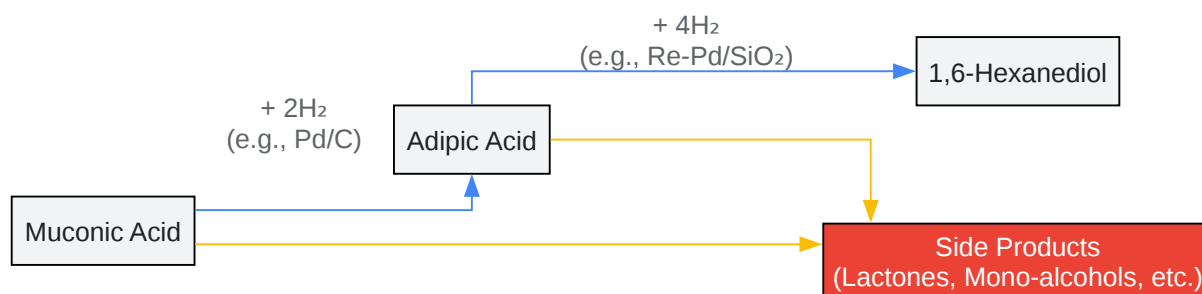 + 4H₂
(e.g., Re-Pd/SiO₂)
1,6-Hexanediol
+ 2H₂
(e.g., Pd/C)
Adipic Acid
Muconic Acid
Side Products
(Lactones, Mono-alcohols, etc.)